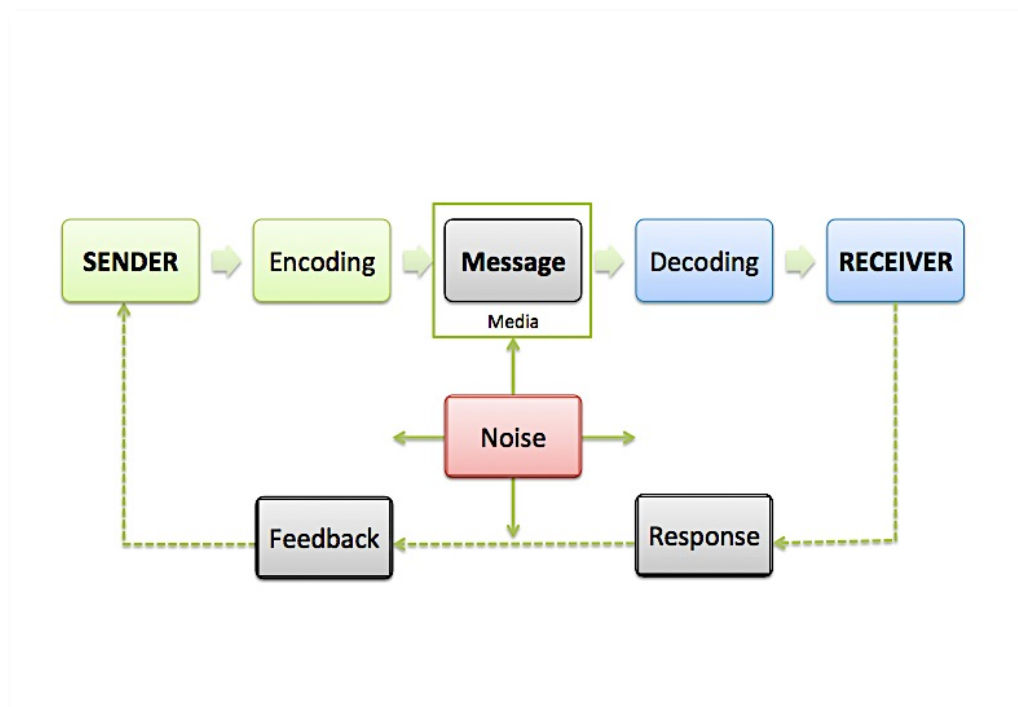 SENDER
Encoding
Message
Media
Decoding
RECEIVER
Noise
Feedback
Response